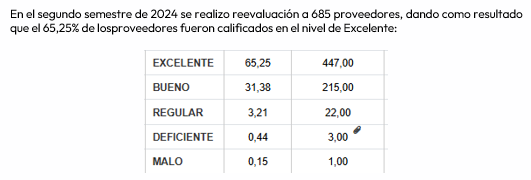 En el segundo semestre de 2024 se realizo reevaluación a 685 proveedores, dando como resultado
que el 65,25% de losproveedores fueron calificados en el nivel de Excelente:
EXCELENTE 65,25 447,00
BUENO 31,38 215,00
REGULAR 3,21 22,00
DEFICIENTE 0,44 3,00
MALO 0,15 1,00